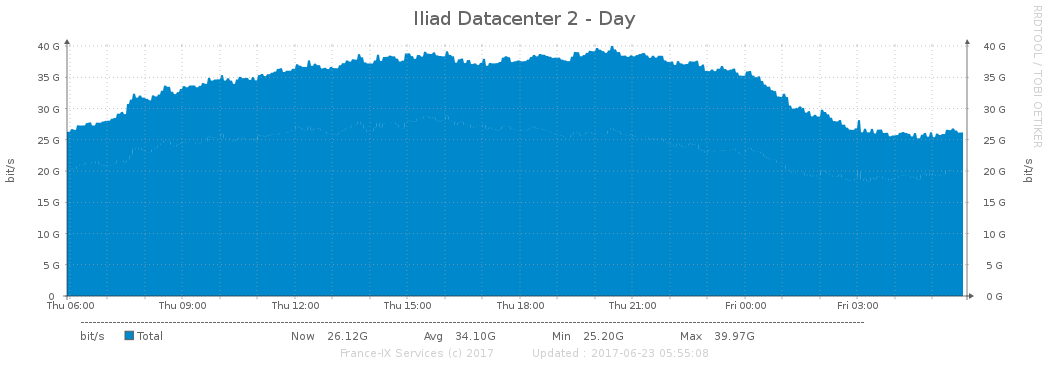 Iliad Datacenter 2 - Day
RRDTOOL / TOBI OETIKER
bit/s
40 G
35 G
30 G
25 G
20 G
15 G
10 G
5 G
0
40 G
35 G
30 G
25 G
20 G
15 G
10 G
5 G
0 G
bit/s
Thu 06:00 Thu 09:00 Thu 12:00 Thu 15:00 Thu 18:00 Thu 21:00 Fri 00:00 Fri 03:00
bit/s Total Now 26.12G Avg 34.10G Min 25.20G Max 39.97G
France-IX Services (c) 2017 Updated : 2017-06-23 05:55:08